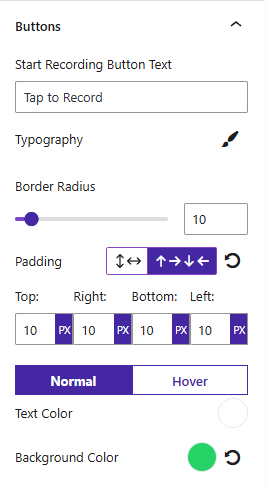 Buttons
Start Recording Button Text
Tap to Record
Typography
Border Radius
10
Padding
Top: Right: Bottom: Left:
10 PX 10 PX 10 PX 10 PX
Normal Hover
Text Color
Background Color